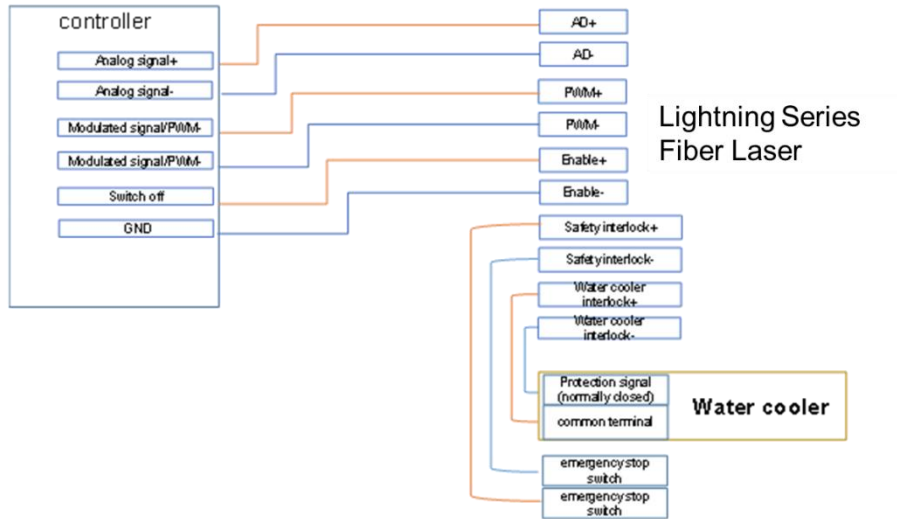 controller
Analog signal+
Analog signal-
Modulated signal/PWM-
Modulated signal/PWM-
Switch off
GND
AD+
AD-
PWM+
PWM-
Enable+
Enable-
Safety interlock+
Safety interlock-
Water cooler
interlock+
Water cooler
interlock-
Lightning Series
Fiber Laser
Protection signal
(normally closed)
common terminal
Water cooler
emergency stop
switch
emergency stop
switch